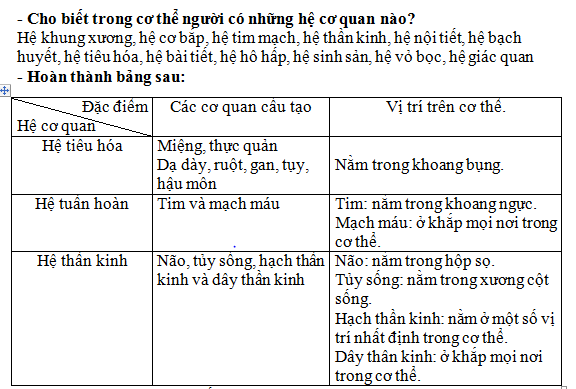 - Cho biết trong cơ thể người có những hệ cơ quan nào?
Hệ khung xương, hệ cơ bắp, hệ tim mạch, hệ thần kinh, hệ nội tiết, hệ bạch
huyết, hệ tiêu hóa, hệ bài tiết, hệ hô hấp, hệ sinh sản, hệ vỏ bọc, hệ giác quan
- Hoàn thành bảng sau:
Đặc điểm
Hệ cơ quan
Các cơ quan cấu tạo
Vị trí trên cơ thể.
Hệ tiêu hóa
Miệng, thực quản
Dạ dày, ruột, gan, tụy,
hậu môn
Nằm trong khoang bụng.
Hệ tuần hoàn
Tim và mạch máu
Tim: nằm trong khoang ngực.
Mạch máu: ở khắp mọi nơi trong
cơ thể.
Hệ thần kinh
Não, tủy sống, hạch thần
kinh và dây thần kinh
Não: nằm trong hộp sọ.
Tủy sống: nằm trong xương cột
sống.
Hạch thần kinh: nằm ở một số vị
trí nhất định trong cơ thể.
Dây thân kinh: ở khắp mọi nơi
trong cơ thể.